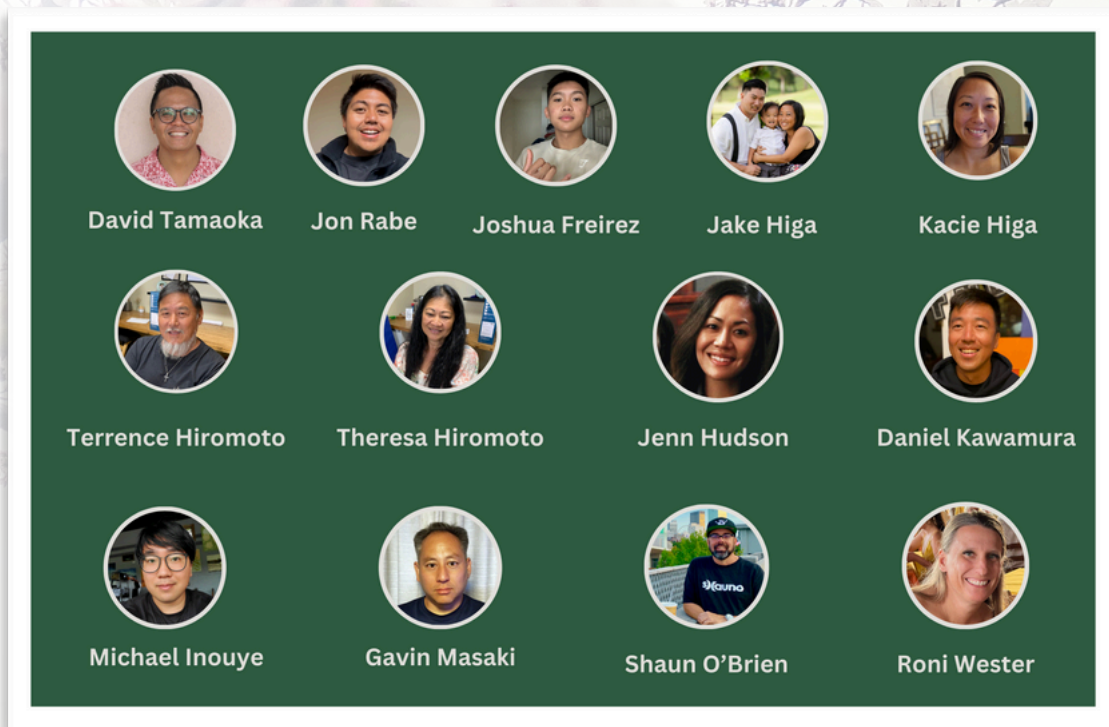 David Tamaoka
Jon Rabe
Joshua Freirez
Jake Higa
Kacie Higa
Terrence Hiromoto
Theresa Hiromoto
Jenn Hudson
Daniel Kawamura
Michael Inouye
Gavin Masaki
Shaun O’Brien
Roni Wester